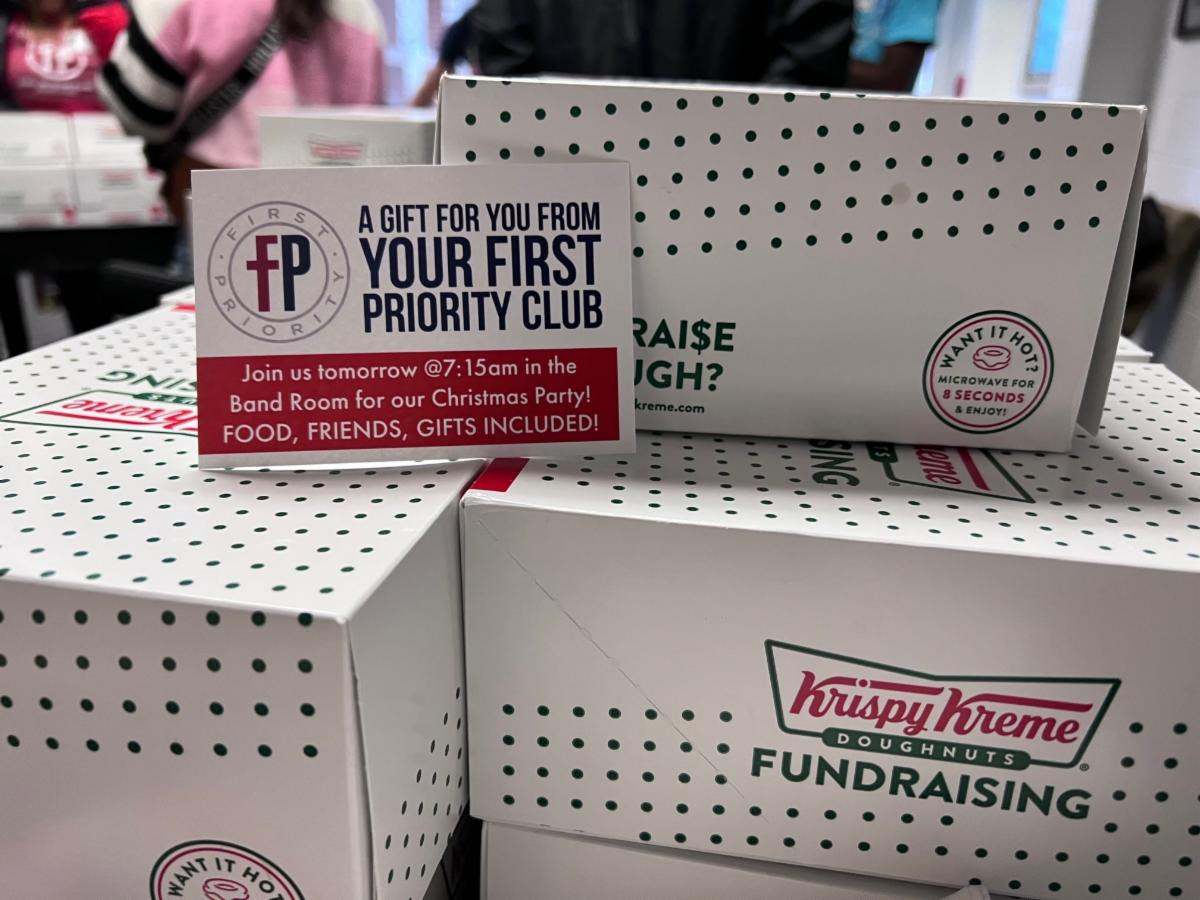 FIRST PRIORITY
FP
A GIFT FOR YOU FROM
YOUR FIRST
PRIORITY CLUB
Join us tomorrow @7:15am in the
Band Room for our Christmas Party!
FOOD, FRIENDS, GIFTS INCLUDED!
RAI$E
UGH?
kreme.com
WANT IT HOT?
MICROWAVE FOR
8 SECONDS
& ENJOY!
Krispy Kreme
DOUGHNUTS
FUNDRAISING
WANT IT HOT